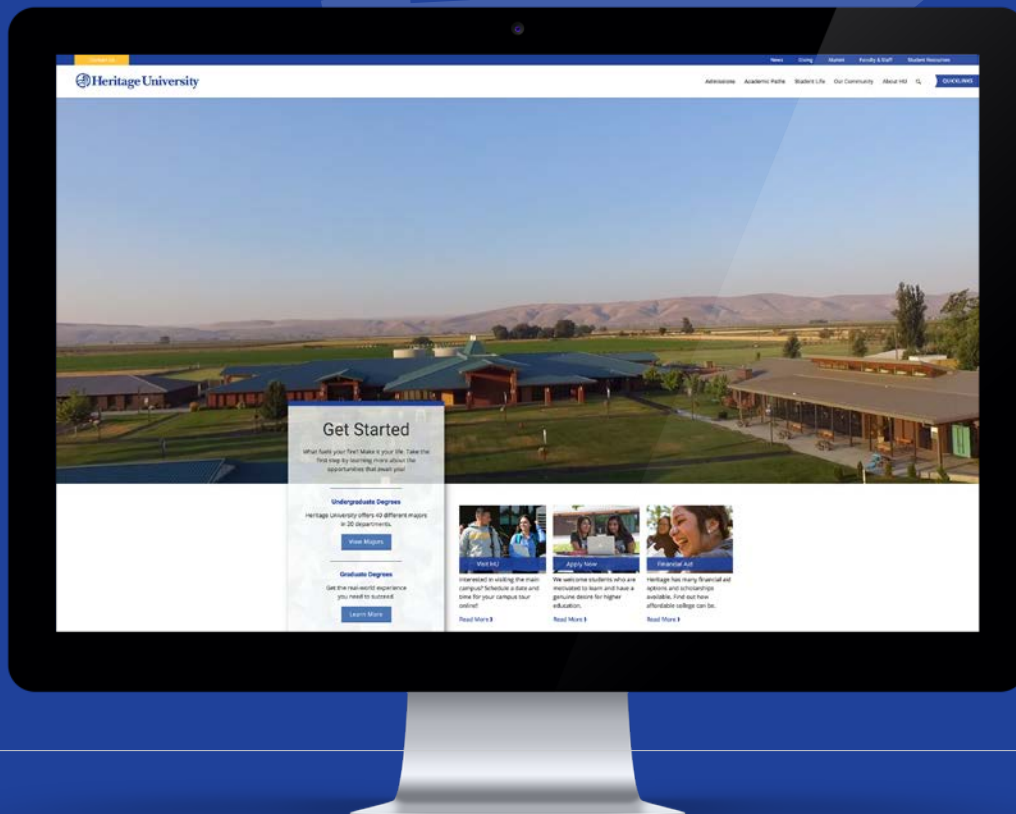 Contact Us
News Giving Alumni Faculty & Staff Student Resources
Heritage University
Admissions Academic Paths Student Life Our Community About HU QUICKLINKS
Get Started
What fuels your fire? Make it your life. Take the
first step by learning more about the
opportunities that await you!
Undergraduate Degrees
Heritage University offers 40 different majors
in 20 departments.
View Majors
Graduate Degrees
Get the real-world experience
you need to succeed.
Learn More
Visit HU
Interested in visiting the main
campus? Schedule a date and
time for your campus tour
online!
Read More
Apply Now
We welcome students who are
motivated to learn and have a
genuine desire for higher
education.
Read More
Financial Aid
Heritage has many financial aid
options and scholarships
available. Find out how
affordable college can be.
Read More